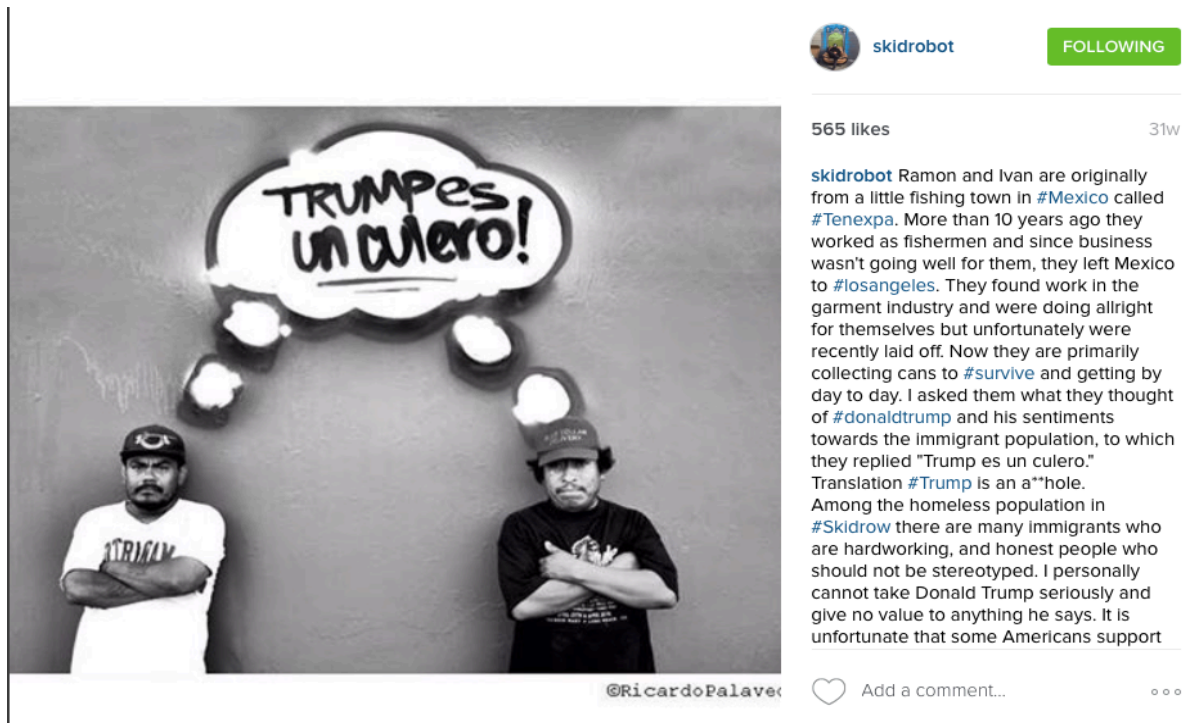 TRUMP es
un culero!
©RicardoPalaved
skidrobot
FOLLOWING
565 likes
31w
skidrobot Ramon and Ivan are originally
from a little fishing town in #Mexico called
#Tenexpa. More than 10 years ago they
worked as fishermen and since business
wasn't going well for them, they left Mexico
to #losangeles. They found work in the
garment industry and were doing allright
for themselves but unfortunately were
recently laid off. Now they are primarily
collecting cans to #survive and getting by
day to day. I asked them what they thought
of #donaldtrump and his sentiments
towards the immigrant population, to which
they replied "Trump es un culero."
Translation #Trump is an a**hole.
Among the homeless population in
#Skidrow there are many immigrants who
are hardworking, and honest people who
should not be stereotyped. I personally
cannot take Donald Trump seriously and
give no value to anything he says. It is
unfortunate that some Americans support
Add a comment...